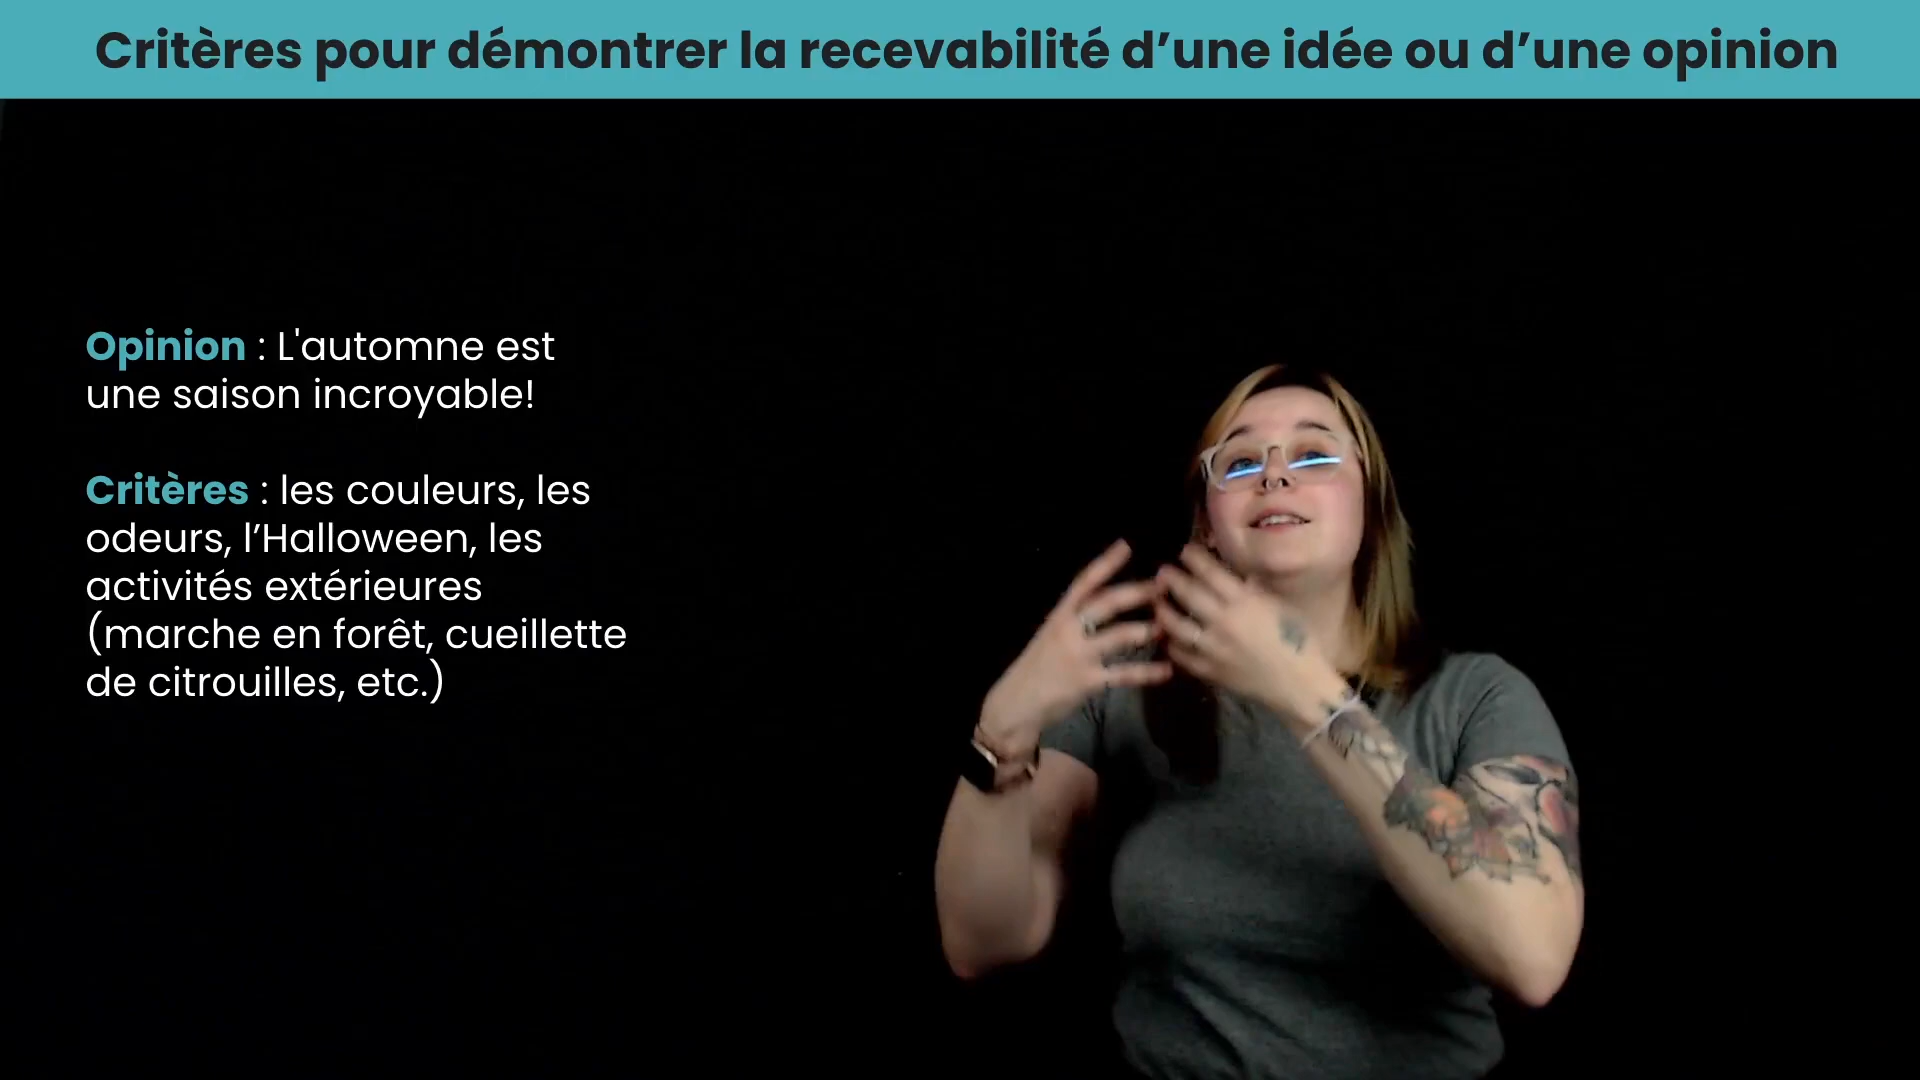 Critères pour démontrer la recevabilité d’une idée ou d’une opinion
Opinion : L'automne est
une saison incroyable!
Critères : les couleurs, les
odeurs, l’Halloween, les
activités extérieures
(marche en forêt, cueillette
de citrouilles, etc.)